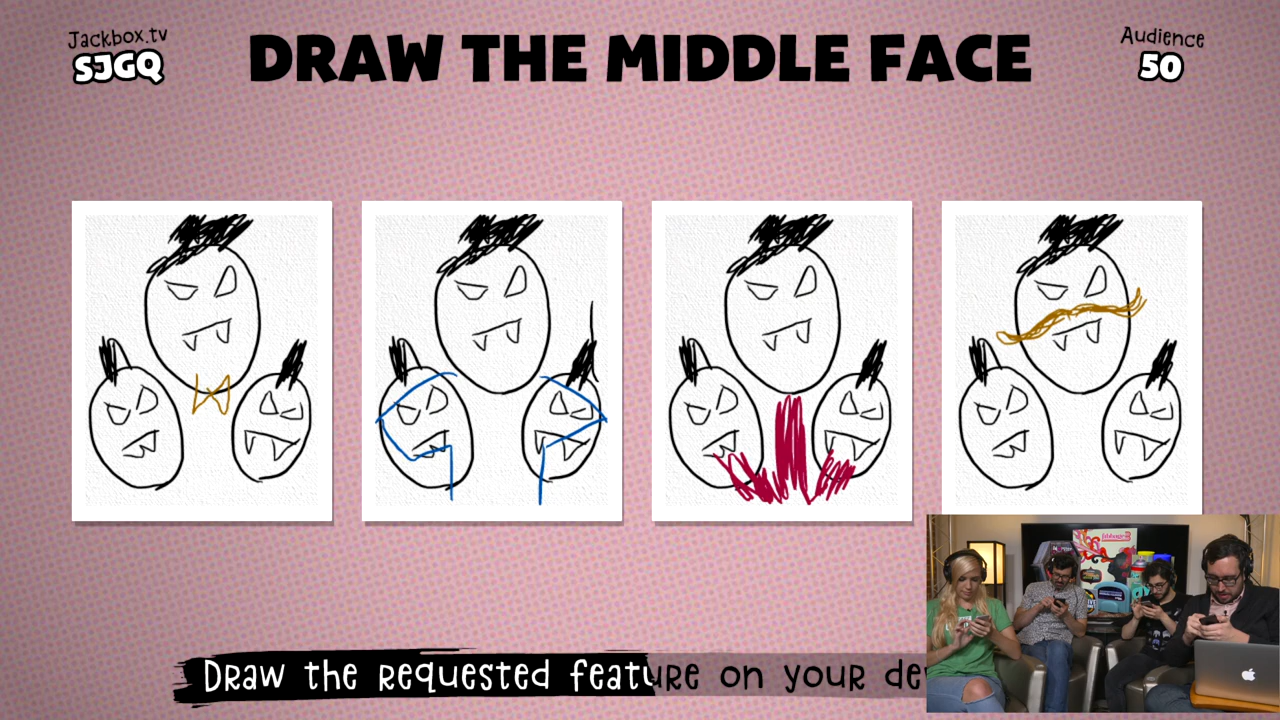 Jackbox.tv
SJGQ
DRAW THE MIDDLE FACE
Audience
50
Draw the requested feature on your de